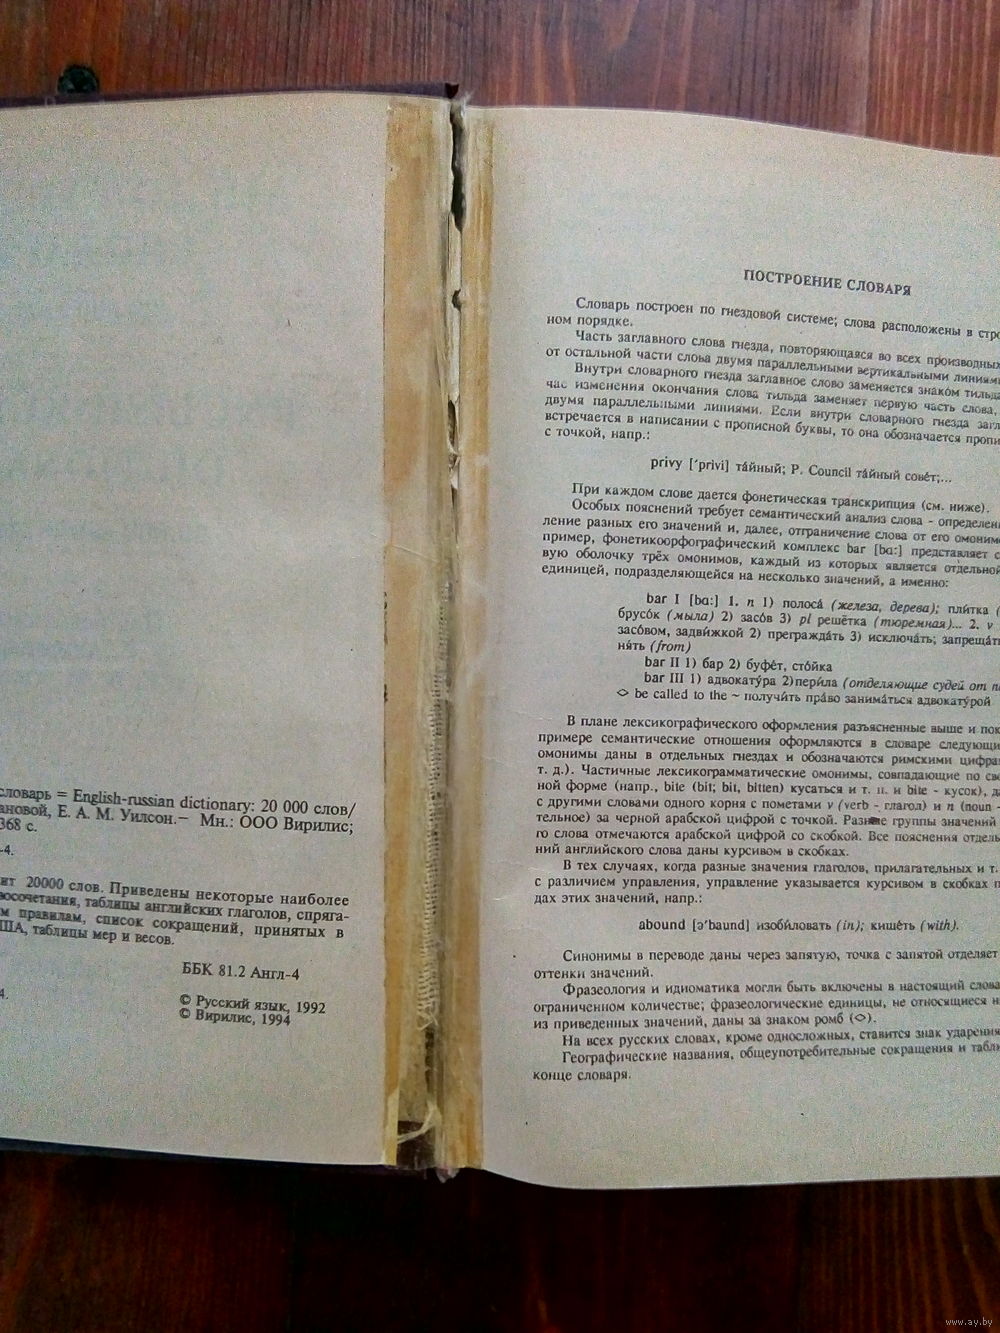 словарь = English-russian dictionary: 20 000 слов/
ановой, Е. А. М. Уилсон.— Мн.: ООО Вирилис;
368 с.
-4.
ит 20000 слов. Приведены некоторые наиболее
восочетания, таблицы английских глаголов, спряга-
м правилам, список сокращений, принятых в
ША, таблицы мер и весов.
ББК 81.2 Англ-4
4.
© Русский язык, 1992
© Вирилис, 1994
ПОСТРОЕНИЕ СЛОВАРЯ
Словарь построен по гнездовой системе; слова расположены в стро
ном порядке.
Часть заглавного слова гнезда, повторяющаяся во всех производных
от остальной части слова двумя параллельными вертикальными линиями
Внутри словарного гнезда заглавное слово заменяется знаком тильда
час изменения окончания слова тильда заменяет первую часть слова,
двумя параллельными линиями. Если внутри словарного гнезда загл
встречается в написании с прописной буквы, то она обозначается пропи
с точкой, напр.:
privy ['privi] та́йный; P. Council та́йный сове́т;...
При каждом слове дается фонетическая транскрипция (см. ниже).
Особых пояснений требует семантический анализ слова - определен
ление разных его значений и, далее, отграничение слова от его омоним
пример, фонетикоорфографический комплекс bar [bɑ:] представляет с
вую оболочку трёх омонимов, каждый из которых является отдельной
единицей, подразделяющейся на несколько значений, а именно:
bar I [bɑ:] 1. n 1) полоса́ (железа, дерева); пли́тка (
брусо́к (мыла) 2) засо́в 3) pl решётка (тюремная)... 2. v
засо́вом, задви́жкой 2) прегражда́ть 3) исключа́ть; запреща́т
ня́ть (from)
bar II 1) бар 2) буфе́т, сто́йка
bar III 1) адвокату́ра 2)пери́ла (отделяющие судей от п
◇ be called to the ~ получи́ть пра́во занима́ться адвокату́рой
В плане лексикографического оформления разъясненные выше и пок
примере семантические отношения оформляются в словаре следующи
омонимы даны в отдельных гнездах и обозначаются римскими цифра
т. д.). Частичные лексикограмматические омонимы, совпадающие по сво
ной форме (напр., bite (bit; bit, bitten) кусаться и т. п. и bite - кусок), да
с другими словами одного корня с пометами v (verb - глагол) и n (noun -
тельное) за черной арабской цифрой с точкой. Разные группы значений
го слова отмечаются арабской цифрой со скобкой. Все пояснения отдель
ний английского слова даны курсивом в скобках.
В тех случаях, когда разные значения глаголов, прилагательных и т.
с различием управления, управление указывается курсивом в скобках п
дах этих значений, напр.:
abound [ə'baund] изоби́ловать (in); кише́ть (with).
Синонимы в переводе даны через запятую, точка с запятой отделяет
оттенки значений.
Фразеология и идиоматика могли быть включены в настоящий слова
ограниченном количестве; фразеологические единицы, не относящиеся н
из приведенных значений, даны за знаком ромб (◇).
На всех русских словах, кроме односложных, ставится знак ударения
Географические названия, общеупотребительные сокращения и табли
конце словаря.
www.ay.by